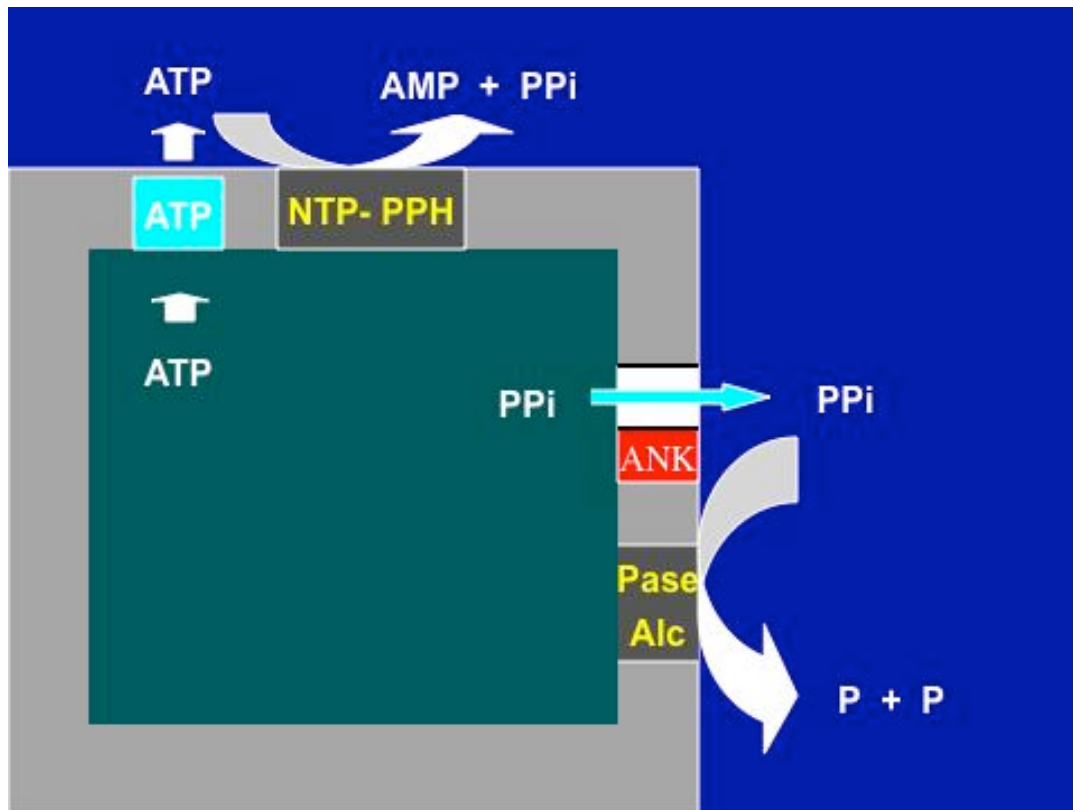 ATP
AMP + PPi
ATP
NTP- PPH
ATP
PPi
PPi
ANK
Pase
Alc
P + P